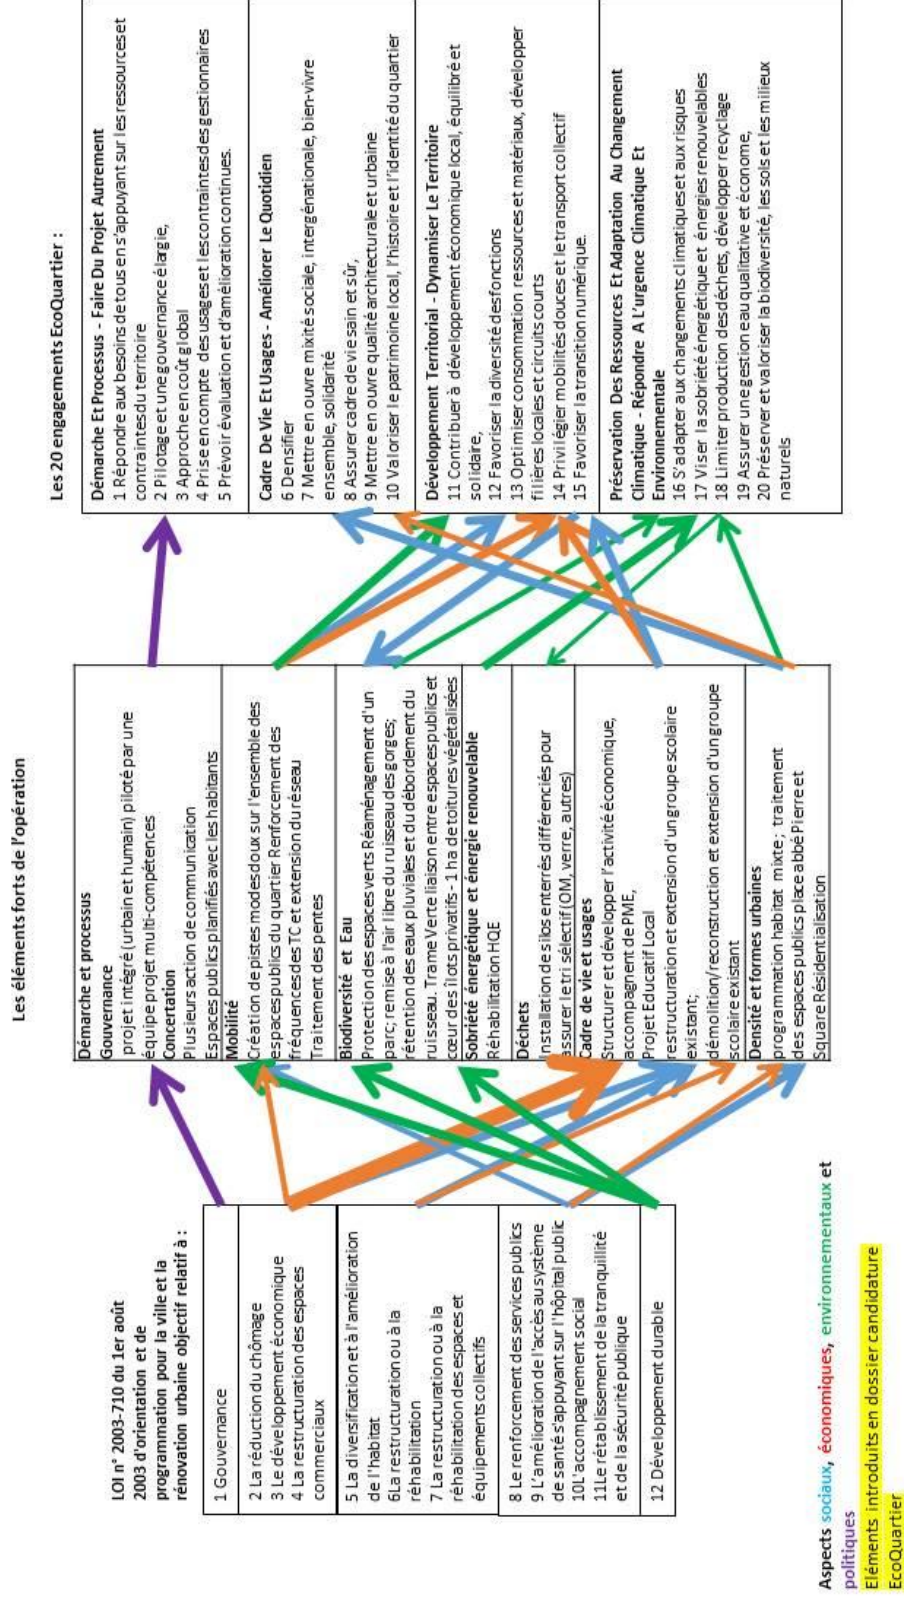 LOI n° 2003-710 du 1er août
2003 d'orientation et de
programmation pour la ville et la
rénovation urbaine objectif relatif à :
1 Gouvernance
2 La réduction du chômage
3 Le développement économique
4 La restructuration des espaces
commerciaux
5 La diversification et à l'amélioration
de l'habitat
6La restructuration ou à la
réhabilitation
7 La restructuration ou à la
réhabilitation des espaces et
équipements collectifs
8 Le renforcement des services publics
9 L'amélioration de l'accès au système
de santé s'appuyant sur l'hôpital public
10L'accompagnement social
11Le rétablissement de la tranquillité
et de la sécurité publique
12 Développement durable
Les éléments forts de l'opération
Démarche et processus
Gouvernance
projet intégré (urbain et humain) piloté par une
équipe projet multi-compétences
Concertation
Plusieurs action de communication
Espaces publics planifiés avec les habitants
Mobilité
Création de pistes modes doux sur l'ensemble des
espaces publics du quartier Renforcement des
fréquences des TC et extension du réseau
Traitement des pentes
Biodiversité et Eau
Protection des espaces verts Réaménagement d'un
parc; remise à l'air libre du ruisseau des gorges;
rétention des eaux pluviales et du débordement du
ruisseau. Trame Verte liaison entre espaces publics et
cœur des îlots privatifs - 1 ha de toitures végétalisées
Sobriété énergétique et énergie renouvelable
Réhabilitation HQE
Déchets
Installation de silos enterrés différenciés pour
assurer le tri sélectif (OM, verre, autres)
Cadre de vie et usages
Structurer et développer l'activité économique,
accompagnent de PME,
Projet Educatif Local
restructuration et extension d'un groupe scolaire
existant;
démolition/reconstruction et extension d'un groupe
scolaire existant
Densité et formes urbaines
programmation habitat mixte; traitement
des espaces publics place abbé Pierre et
Square Résidentialisation
Les 20 engagements EcoQuartier :
Démarche Et Processus - Faire Du Projet Autrement
1 Répondre aux besoins de tous en s'appuyant sur les ressources et
contraintes du territoire
2 Pilotage et une gouvernance élargie,
3 Approche en coût global
4 Prise en compte des usages et les contraintes des gestionnaires
5 Prévoir évaluation et d'amélioration continues.
Cadre De Vie Et Usages - Améliorer Le Quotidien
6 Densifier
7 Mettre en ouvre mixité sociale, intergénationale, bien-vivre
ensemble, solidarité
8 Assurer cadre de vie sain et sûr,
9 Mettre en ouvre qualité architecturale et urbaine
10 Valoriser le patrimoine local, l'histoire et l'identité du quartier
Développement Territorial - Dynamiser Le Territoire
11 Contribuer à développement économique local, équilibré et
solidaire,
12 Favoriser la diversité des fonctions
13 Optimiser consommation ressources et matériaux, développer
filières locales et circuits courts
14 Privilégier mobilités douces et le transport collectif
15 Favoriser la transition numérique.
Préservation Des Ressources Et Adaptation Au Changement
Climatique - Répondre A L'urgence Climatique Et
Environnementale
16 S'adapter aux changements climatiques et aux risques
17 Viser la sobriété énergétique et énergies renouvelables
18 Limiter production des déchets, développer recyclage
19 Assurer une gestion eau qualitative et économe,
20 Préserver et valoriser la biodiversité, les sols et les milieux
naturels
Aspects sociaux, économiques, environnementaux et
politiques
Eléments introduits en dossier candidature
EcoQuartier